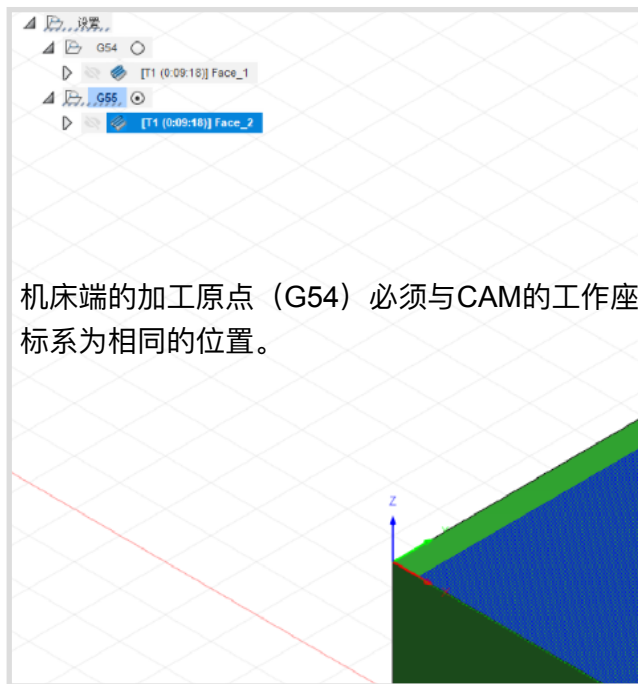 设置
G54
[T1 (0:09:18)] Face_1
G55
[T1 (0:09:18)] Face_2
机床端的加工原点（G54）必须与CAM的工作座
标系为相同的位置。
Z